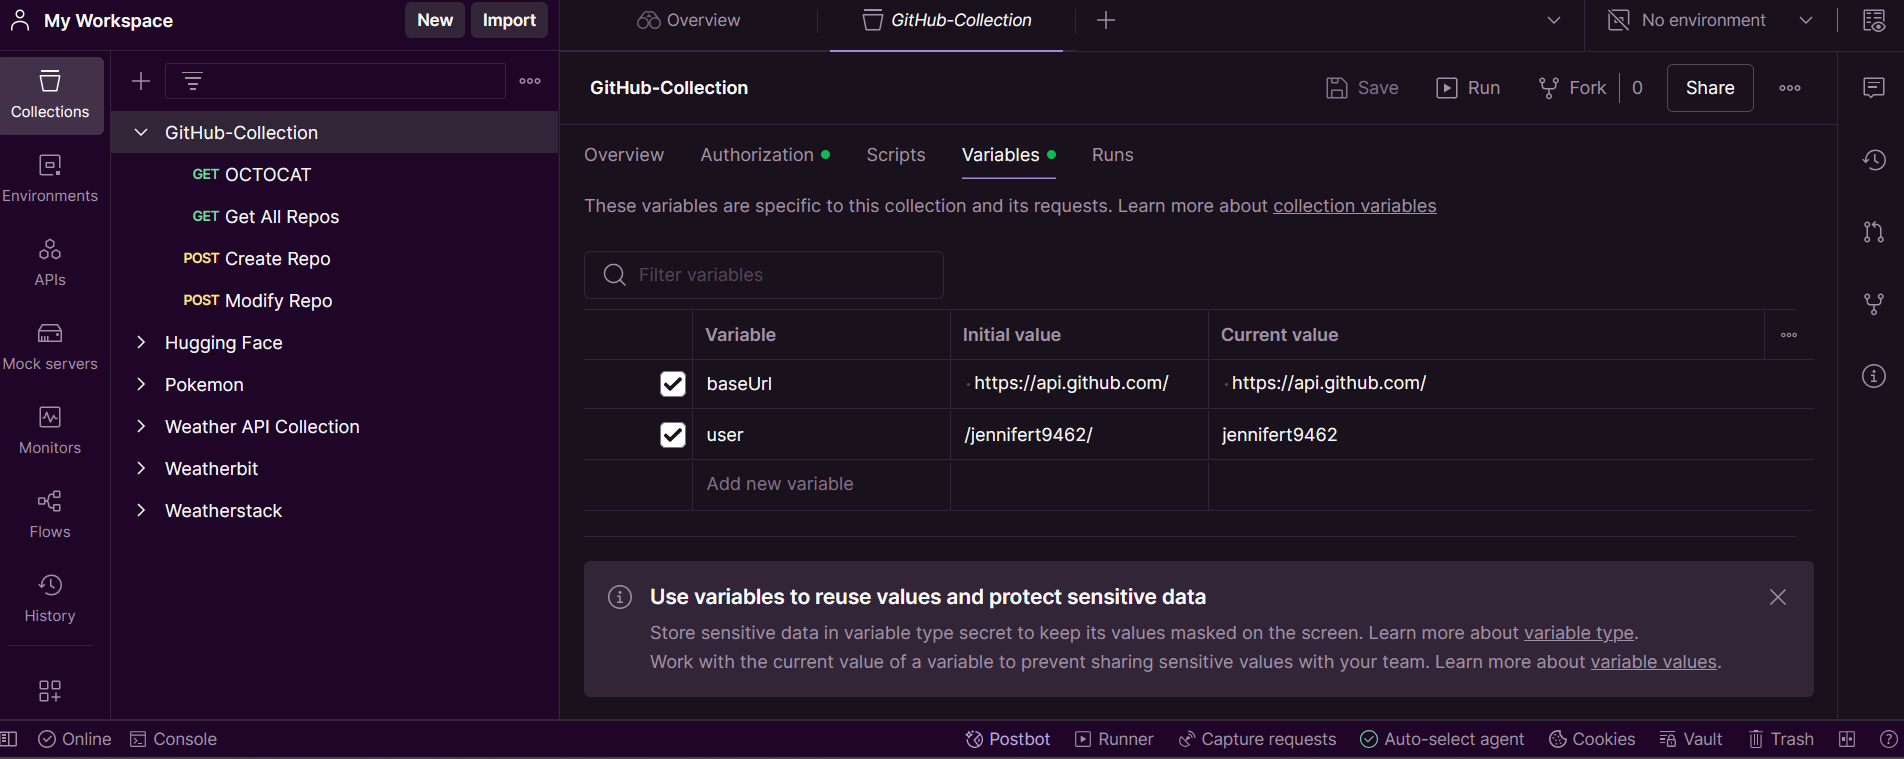 My Workspace
New
Import
Overview
GitHub-Collection
No environment
Collections
Environments
APIs
Mock servers
Monitors
Flows
History
GitHub-Collection
GET OCTOCAT
GET Get All Repos
POST Create Repo
POST Modify Repo
Hugging Face
Pokemon
Weather API Collection
Weatherbit
Weatherstack
GitHub-Collection
Save
Run
Fork
0
Share
Overview
Authorization
Scripts
Variables
Runs
These variables are specific to this collection and its requests. Learn more about collection variables
Filter variables
Variable
Initial value
Current value
baseUrl
https://api.github.com/
https://api.github.com/
user
/jennifert9462/
jennifert9462
Add new variable
Use variables to reuse values and protect sensitive data
Store sensitive data in variable type secret to keep its values masked on the screen. Learn more about variable type.
Work with the current value of a variable to prevent sharing sensitive values with your team. Learn more about variable values.
Online
Console
Postbot
Runner
Capture requests
Auto-select agent
Cookies
Vault
Trash